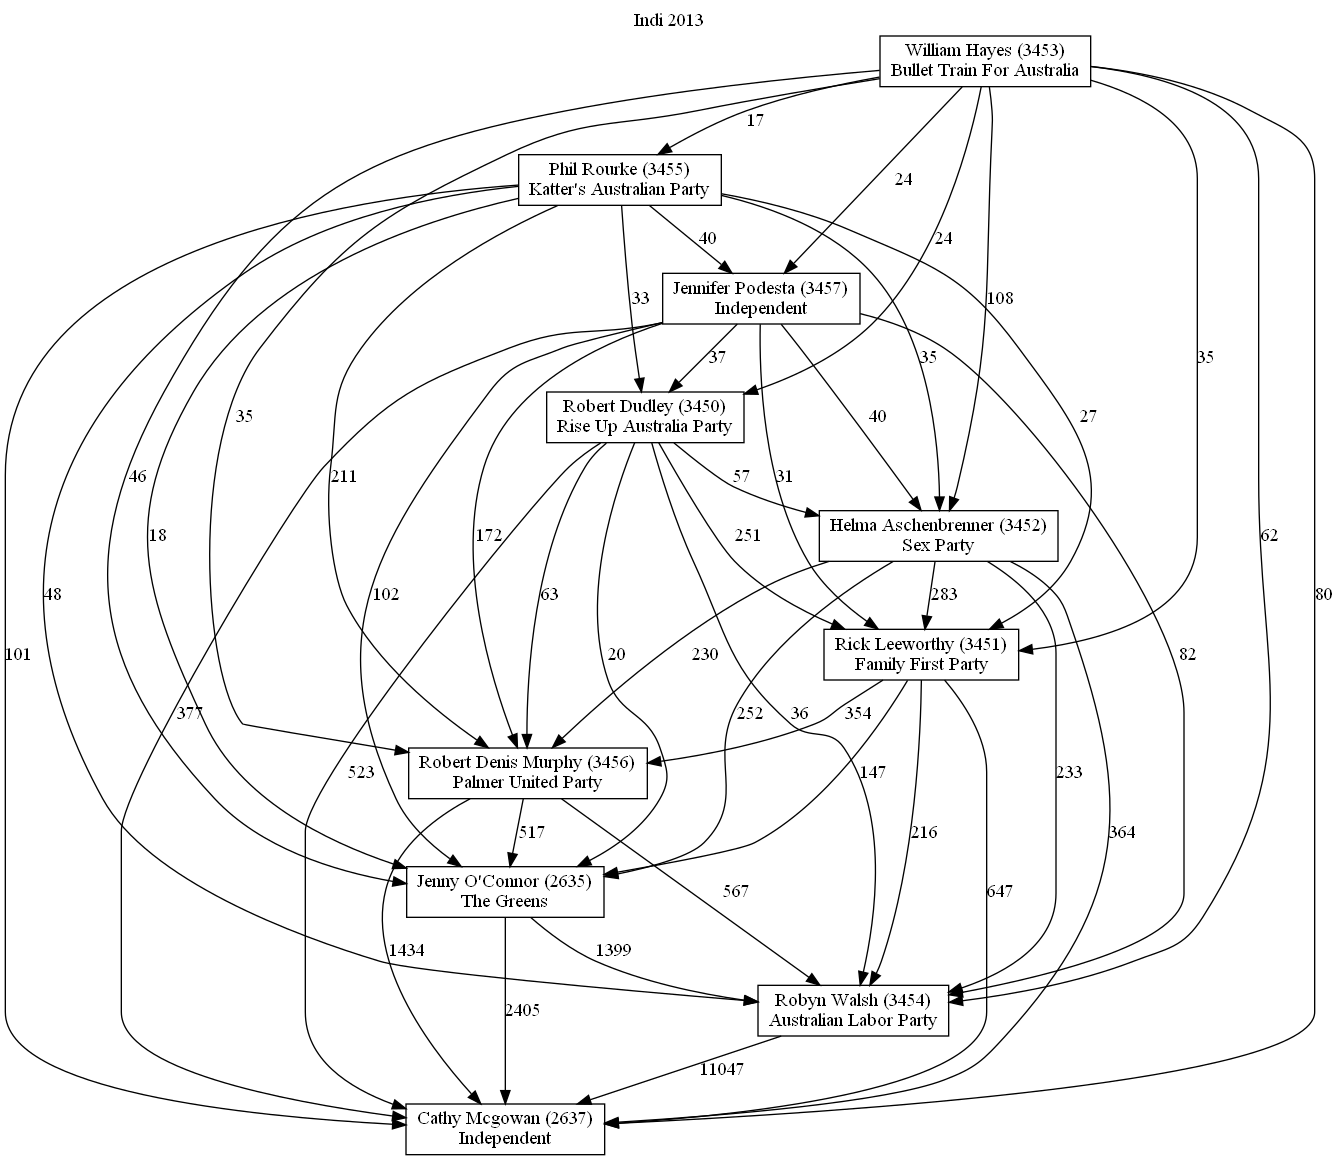 Indi 2013
William Hayes (3453)
Bullet Train For Australia
17
Phil Rourke (3455)
Katter's Australian Party
24
40
24
Jennifer Podesta (3457)
Independent
33
108
37
35
35
Robert Dudley (3450)
Rise Up Australia Party
35
40
27
46
211
57
31
Helma Aschenbrenner (3452)
Sex Party
18
172
251
62
48
102
63
283
80
101
20
230
Rick Leeworthy (3451)
Family First Party
82
377
252
36
354
Robert Denis Murphy (3456)
Palmer United Party
523
147
233
517
216
364
Jenny O'Connor (2635)
The Greens
567
647
1434
1399
Robyn Walsh (3454)
Australian Labor Party
2405
11047
Cathy Mcgowan (2637)
Independent